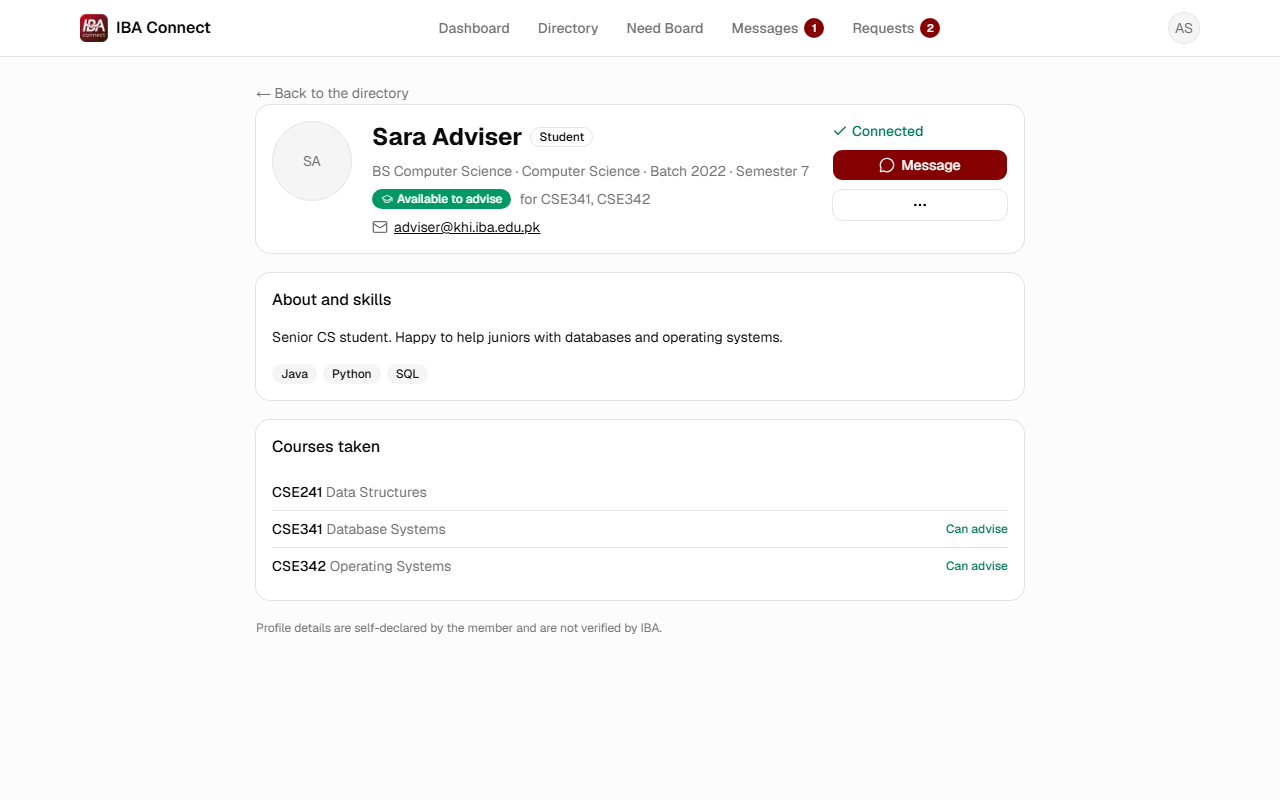 IBA connect IBA Connect Dashboard Directory Need Board Messages 1 Requests 2 AS
← Back to the directory
SA
Sara Adviser Student
BS Computer Science · Computer Science · Batch 2022 · Semester 7
Available to advise for CSE341, CSE342
adviser@khi.iba.edu.pk
✓ Connected
Message
...
About and skills
Senior CS student. Happy to help juniors with databases and operating systems.
Java Python SQL
Courses taken
CSE241 Data Structures
CSE341 Database Systems Can advise
CSE342 Operating Systems Can advise
Profile details are self-declared by the member and are not verified by IBA.